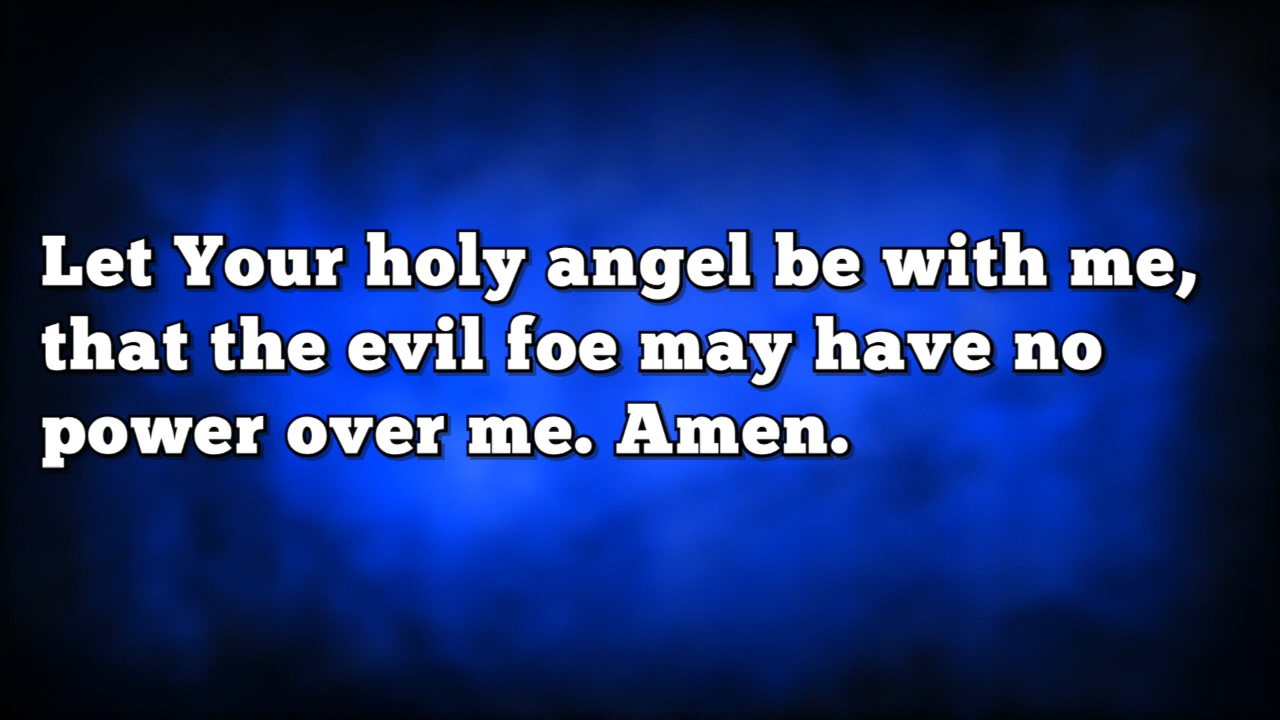 Let Your holy angel be with me,
that the evil foe may have no
power over me. Amen.